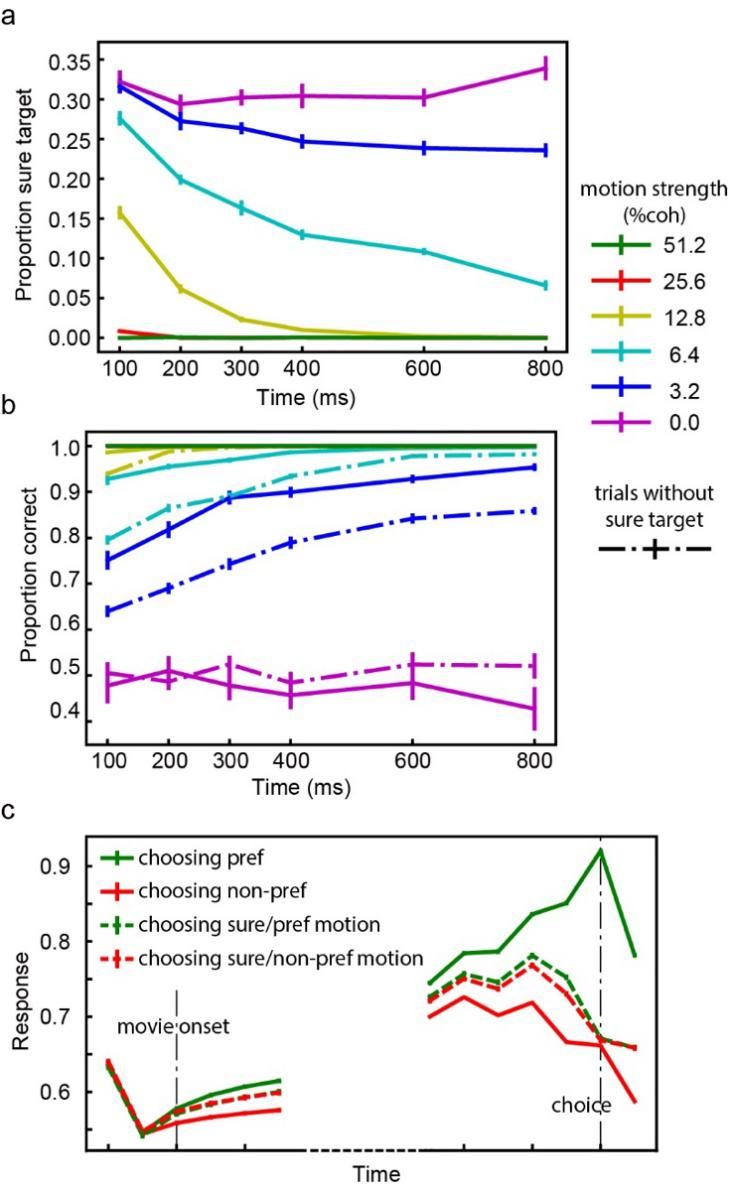 a
Proportion sure target
0.35
0.30
0.25
0.20
0.15
0.10
0.05
0.00
100 200 300 400 600 800
Time (ms)
motion strength
(%coh)
51.2
25.6
12.8
6.4
3.2
0.0
b
Proportion correct
1.0
0.9
0.8
0.7
0.6
0.5
0.4
100 200 300 400 600 800
Time (ms)
trials without
sure target
c
Response
0.9
0.8
0.7
0.6
choosing pref
choosing non-pref
choosing sure/pref motion
choosing sure/non-pref motion
movie onset
choice
Time